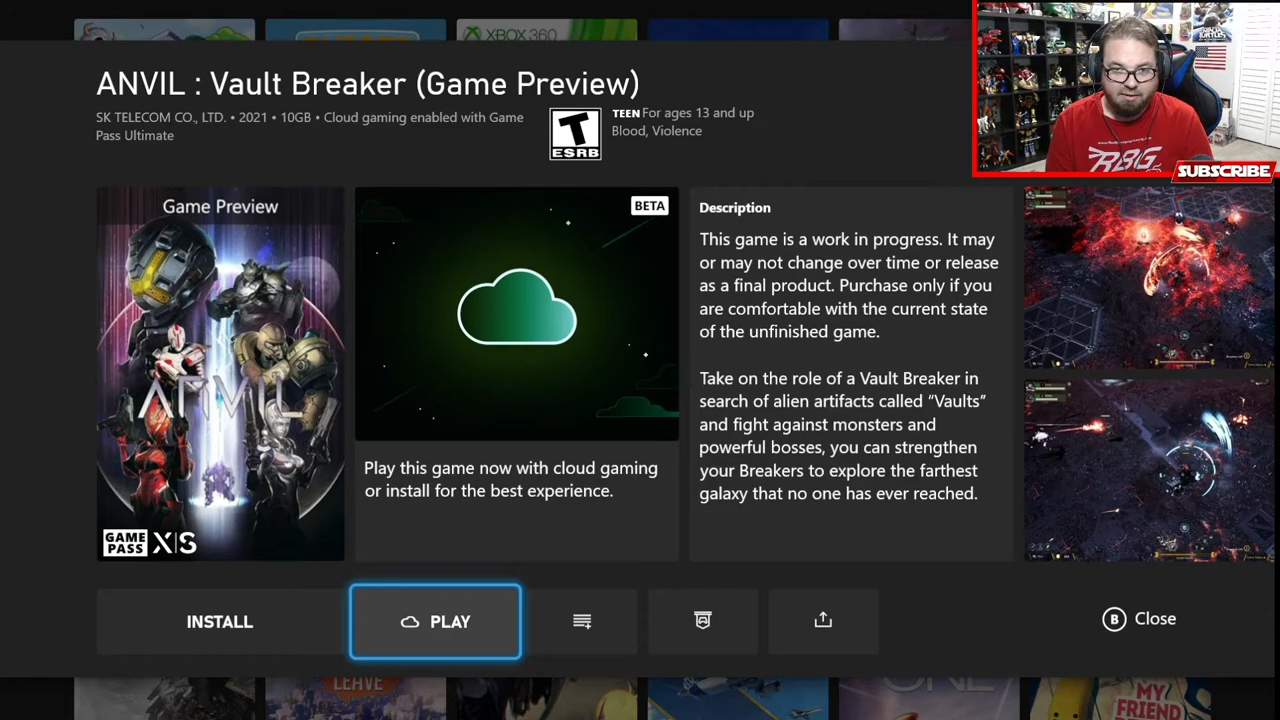 XBOX 360
ANVIL : Vault Breaker (Game Preview)
SK TELECOM CO., LTD. • 2021 • 10GB • Cloud gaming enabled with Game
Pass Ultimate
T
ESRB
TEEN For ages 13 and up
Blood, Violence
RBG
SUBSCRIBE
Game Preview
ANVIL
GAME
PASS
X|S
BETA
Play this game now with cloud gaming
or install for the best experience.
Description
This game is a work in progress. It may
or may not change over time or release
as a final product. Purchase only if you
are comfortable with the current state
of the unfinished game.
Take on the role of a Vault Breaker in
search of alien artifacts called “Vaults”
and fight against monsters and
powerful bosses, you can strengthen
your Breakers to explore the farthest
galaxy that no one has ever reached.
INSTALL
PLAY
B Close
LEAVE
ONE
MY
FRIEND